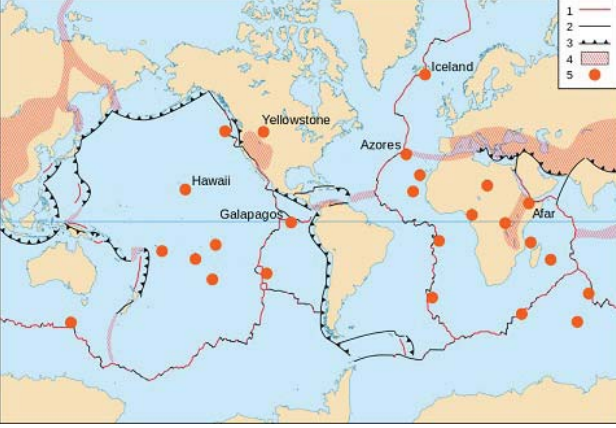 1
2
3
4
5
Iceland
Yellowstone
Azores
Hawaii
Galapagos
Afar